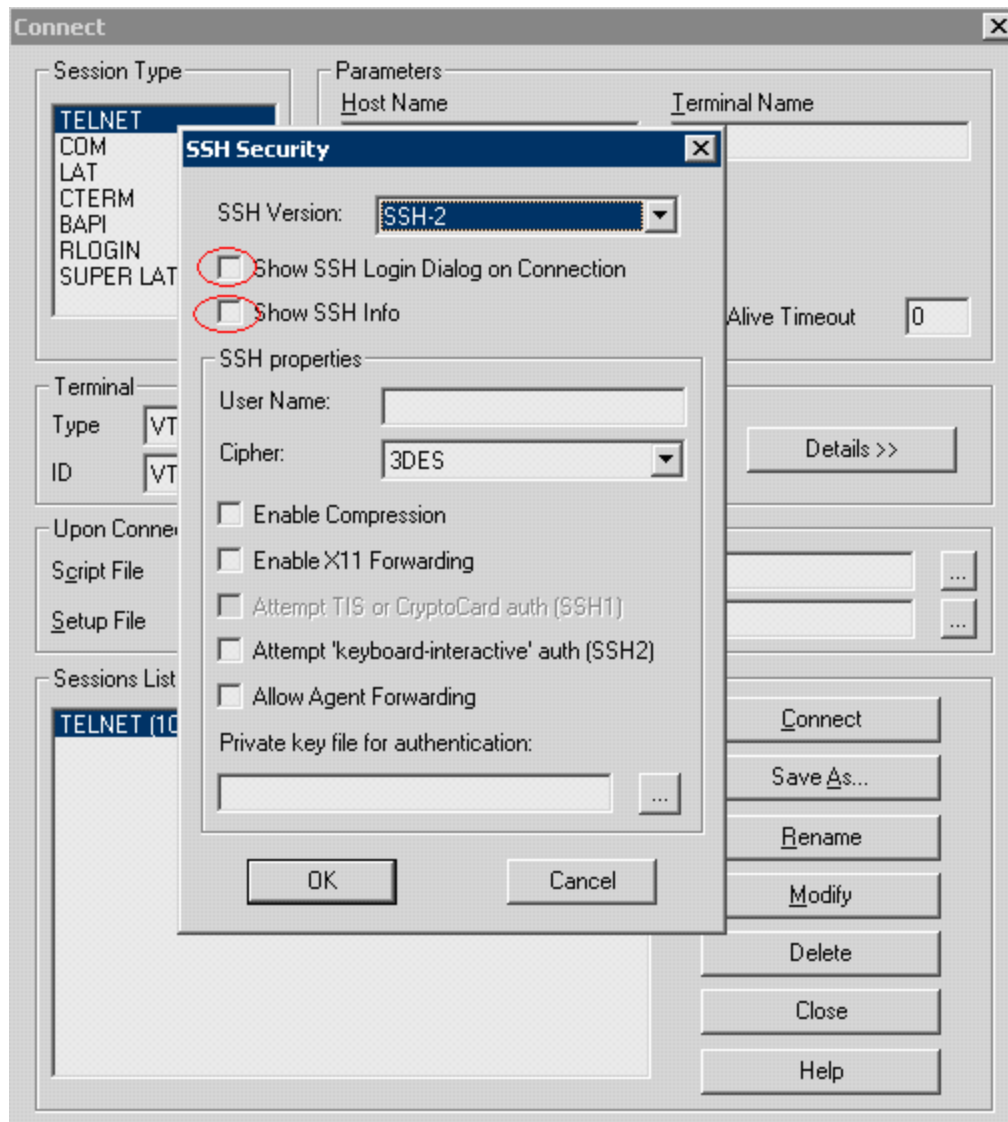 Connect
Session Type
Parameters
Host Name
Terminal Name
TELNET
COM
LAT
CTERM
BAPI
RLOGIN
SUPER LAT
Alive Timeout
0
Terminal
Type
VT
ID
VT
Details >>
Upon Connec
Script File
...
Setup File
...
Sessions List
TELNET (10
Connect
Save As...
Rename
Modify
Delete
Close
Help
SSH Security
SSH Version:
SSH-2
Show SSH Login Dialog on Connection
Show SSH Info
SSH properties
User Name:
Cipher:
3DES
Enable Compression
Enable X11 Forwarding
Attempt TIS or CryptoCard auth (SSH1)
Attempt 'keyboard-interactive' auth (SSH2)
Allow Agent Forwarding
Private key file for authentication:
...
OK
Cancel